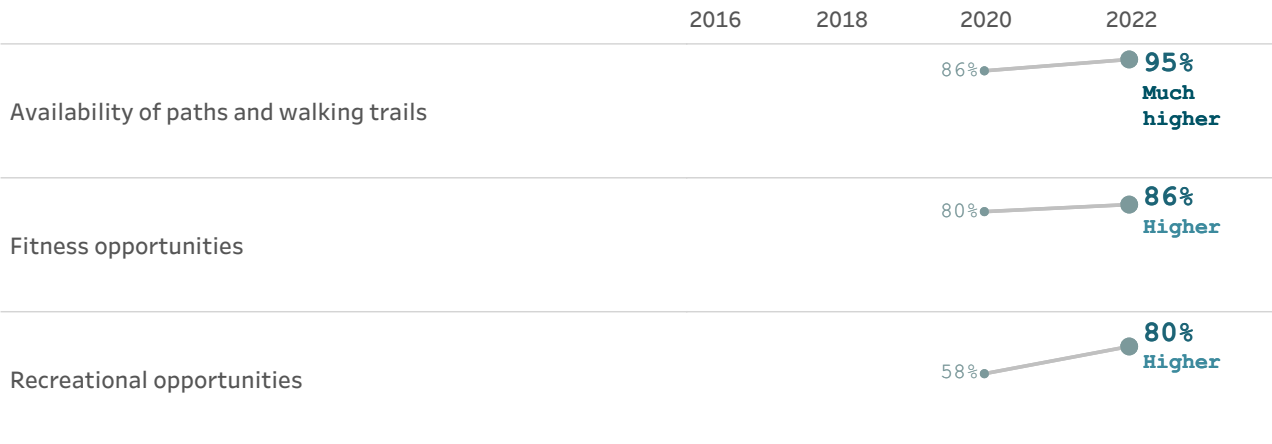 2016 2018 2020 2022
86% 95%
Much
higher
Availability of paths and walking trails
80% 86%
Higher
Fitness opportunities
80%
58% Higher
Recreational opportunities